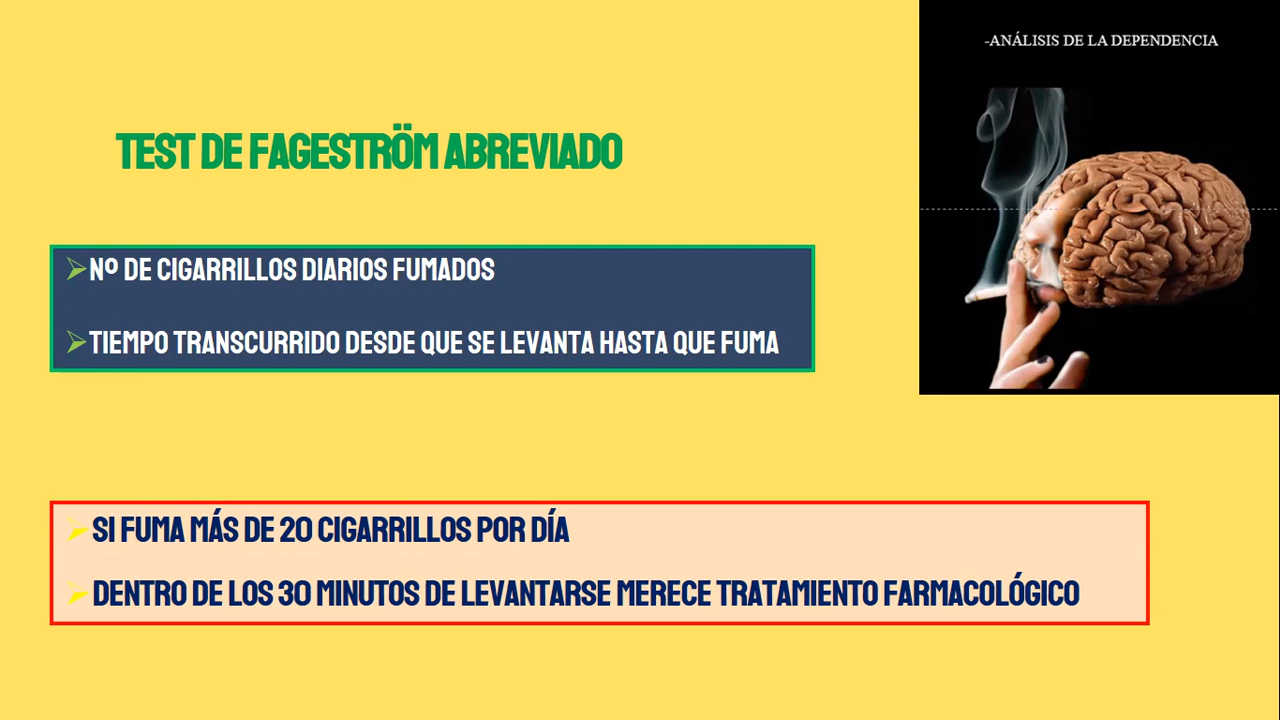 -ANÁLISIS DE LA DEPENDENCIA
TEST DE FAGESTRÖM ABREVIADO
➢Nº DE CIGARRILLOS DIARIOS FUMADOS
➢TIEMPO TRANSCURRIDO DESDE QUE SE LEVANTA HASTA QUE FUMA
➢SI FUMA MÁS DE 20 CIGARRILLOS POR DÍA
➢DENTRO DE LOS 30 MINUTOS DE LEVANTARSE MERECE TRATAMIENTO FARMACOLÓGICO